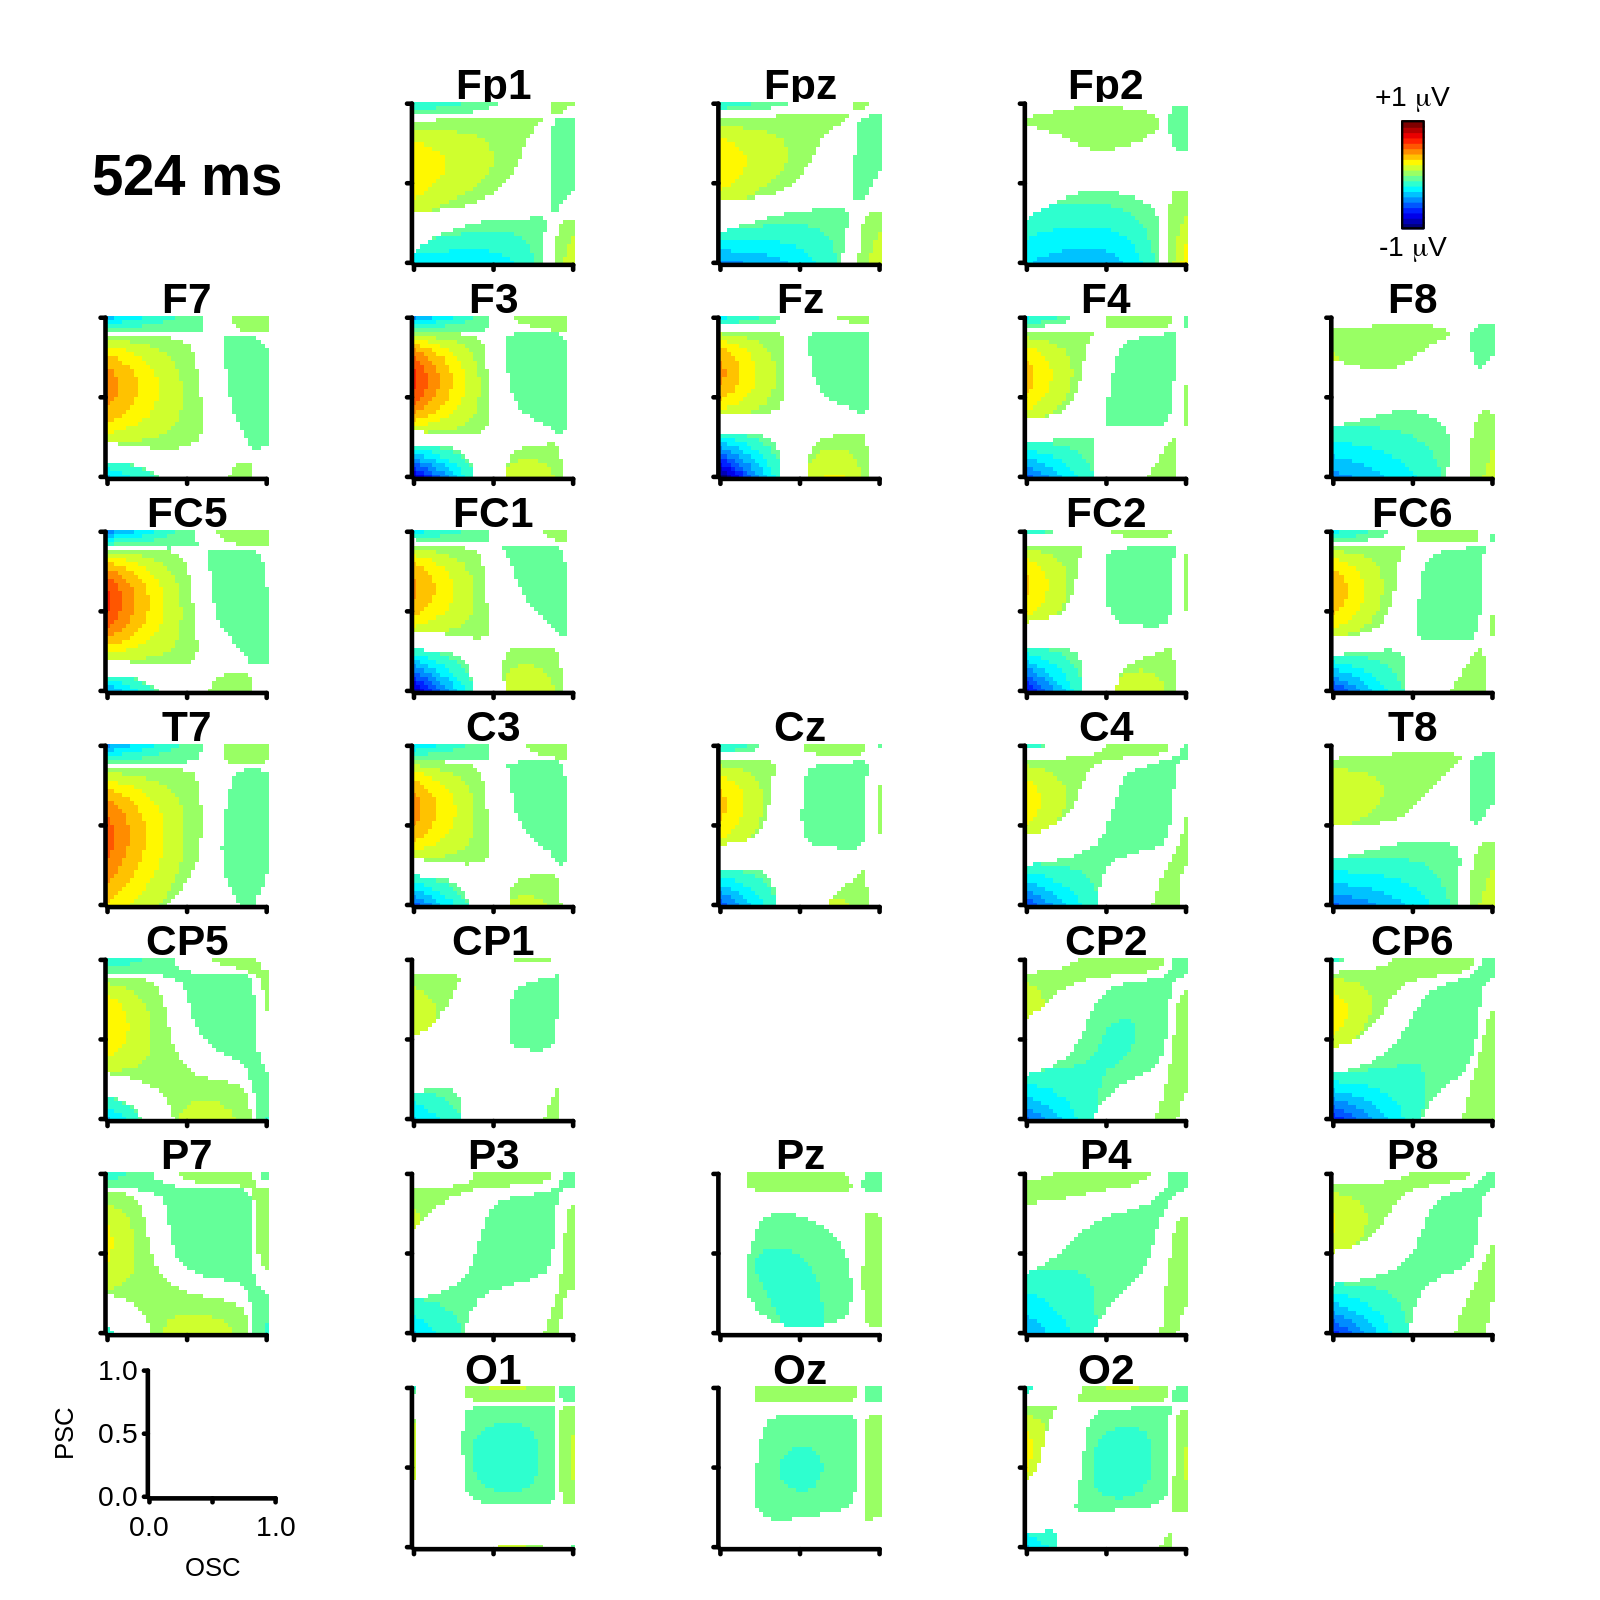 Fp1 Fpz Fp2
+1 μV
524 ms
-1 μV
F7 F3 Fz F4 F8
FC5 FC1 FC2 FC6
T7 C3 Cz C4 T8
CP5 CP1 CP2 CP6
P7 P3 Pz P4 P8
O1 Oz O2
1.0
PSC
0.5
0.0
0.0 1.0
OSC